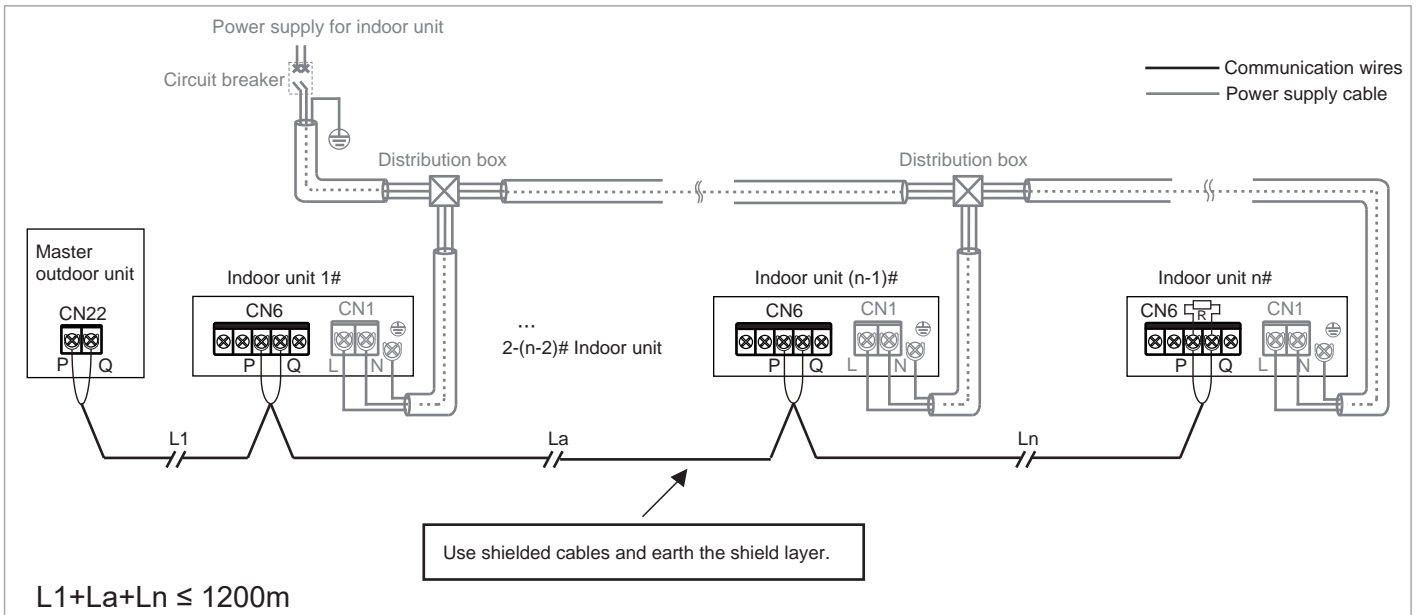 Power supply for indoor unit
Circuit breaker
Communication wires
Power supply cable
Distribution box
Distribution box
Master
outdoor unit
CN22
P Q
Indoor unit 1#
CN6
CN1
P Q L N
...
2-(n-2)# Indoor unit
Indoor unit (n-1)#
CN6
CN1
P Q L N
Indoor unit n#
CN6
R
CN1
P Q L N
L1
La
Ln
Use shielded cables and earth the shield layer.
L1+La+Ln ≤ 1200m